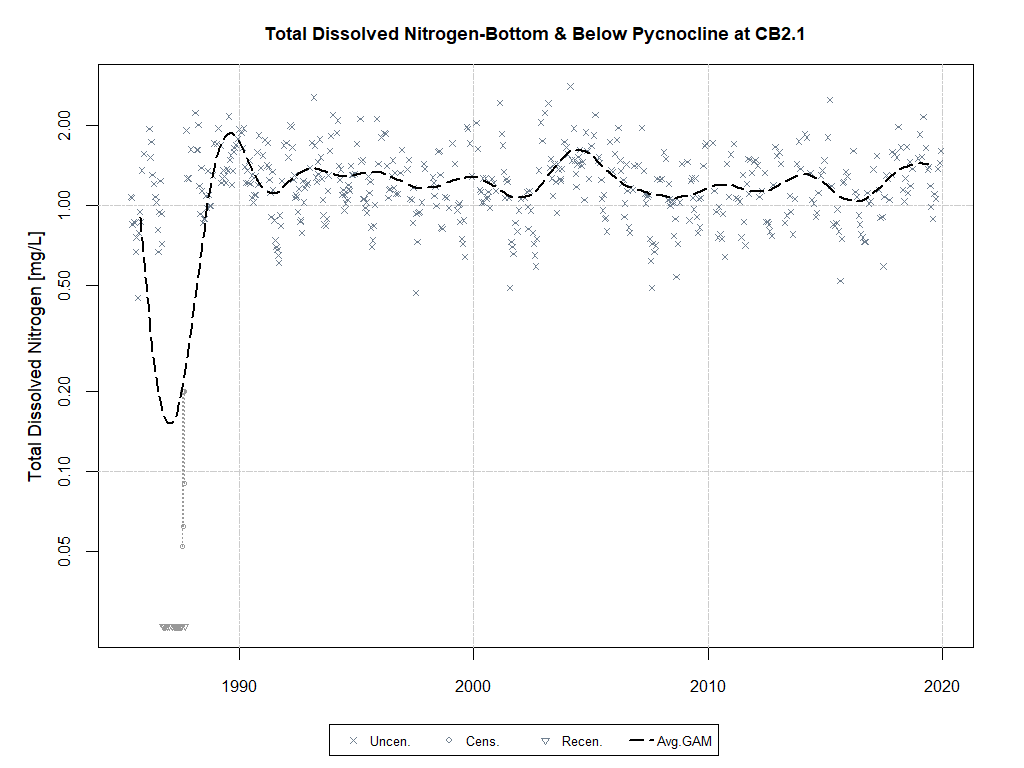 Total Dissolved Nitrogen-Bottom & Below Pycnocline at CB2.1
Total Dissolved Nitrogen [mg/L]
2.00
1.00
0.50
0.20
0.10
0.05
1990 2000 2010 2020
Uncen. Cens. Recen. Avg.GAM